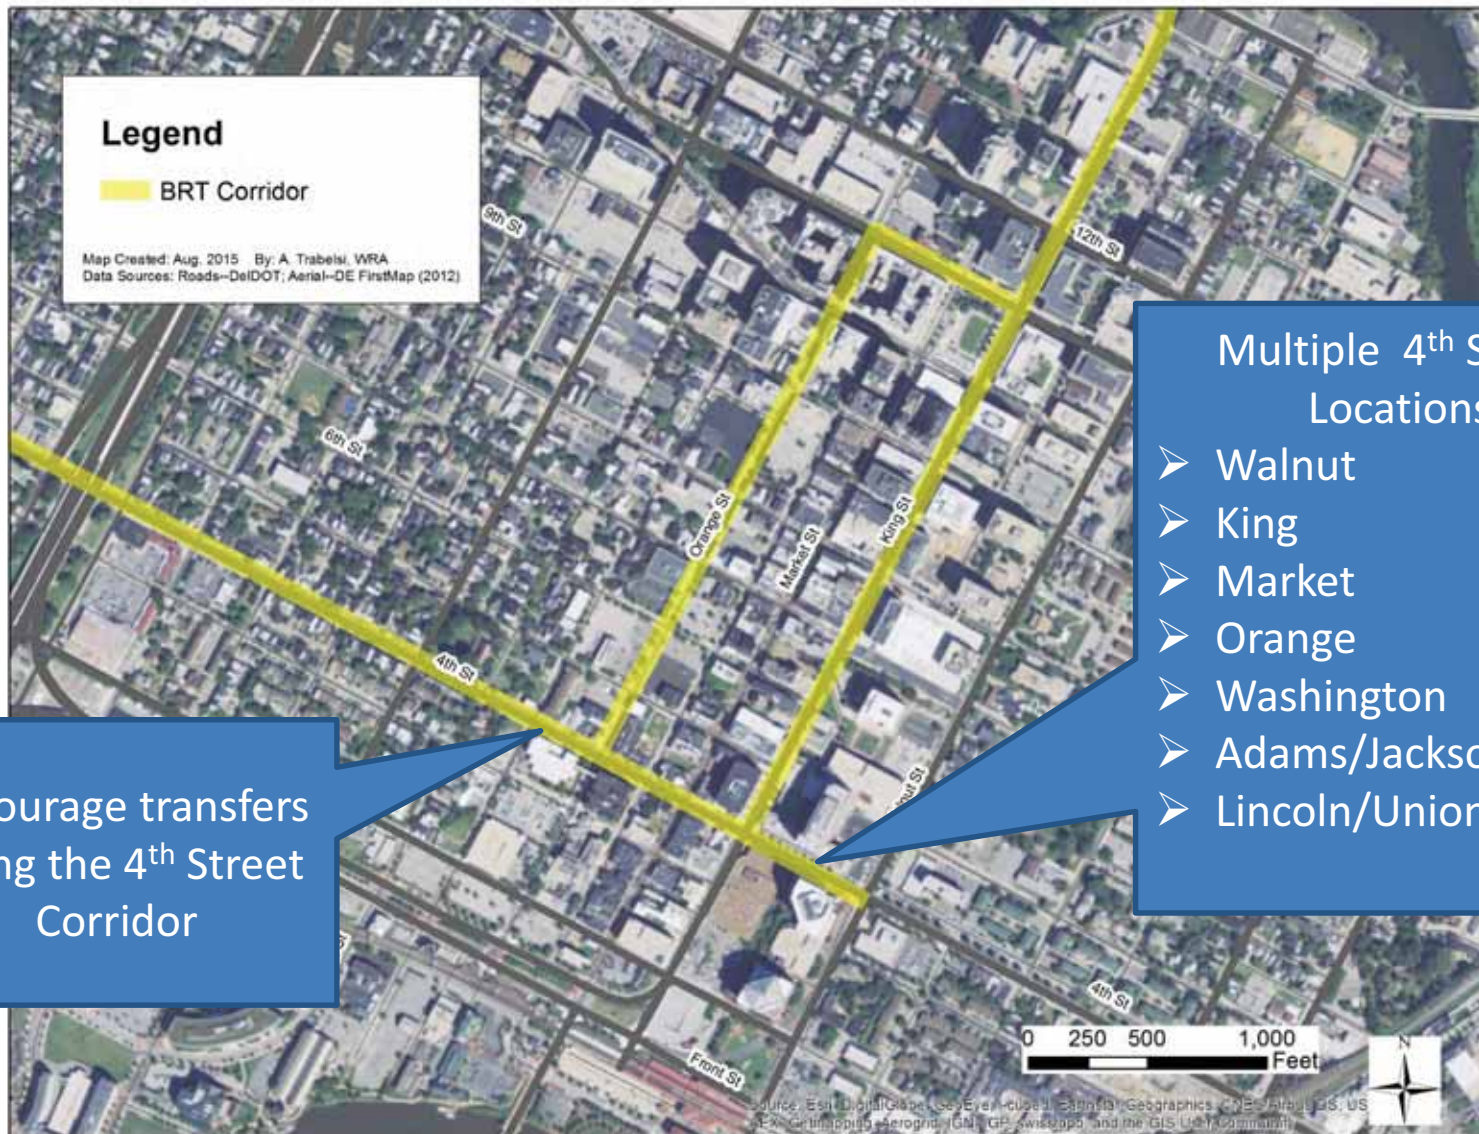 Legend
BRT Corridor
Map Created: Aug. 2015 By: A. Trabelsi, WRA
Data Sources: Roads--DelDOT; Aerial--DE FirstMap (2012)
9th St
12th St
6th St
Orange St
Market St
King St
4th St
Multiple 4th S
Locations
➢ Walnut
➢ King
➢ Market
➢ Orange
➢ Washington
➢ Adams/Jackso
➢ Lincoln/Union
ourage transfers
ng the 4th Street
Corridor
nut St
4th St
Front St
0 250 500 1,000
Feet
N